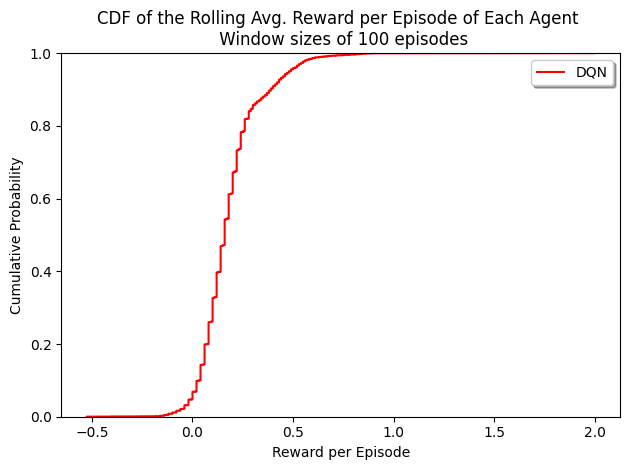 CDF of the Rolling Avg. Reward per Episode of Each Agent
Window sizes of 100 episodes
DQN
1.0
0.8
0.6
0.4
0.2
0.0
Cumulative Probability
−0.5
0.0
0.5
1.0
1.5
2.0
Reward per Episode